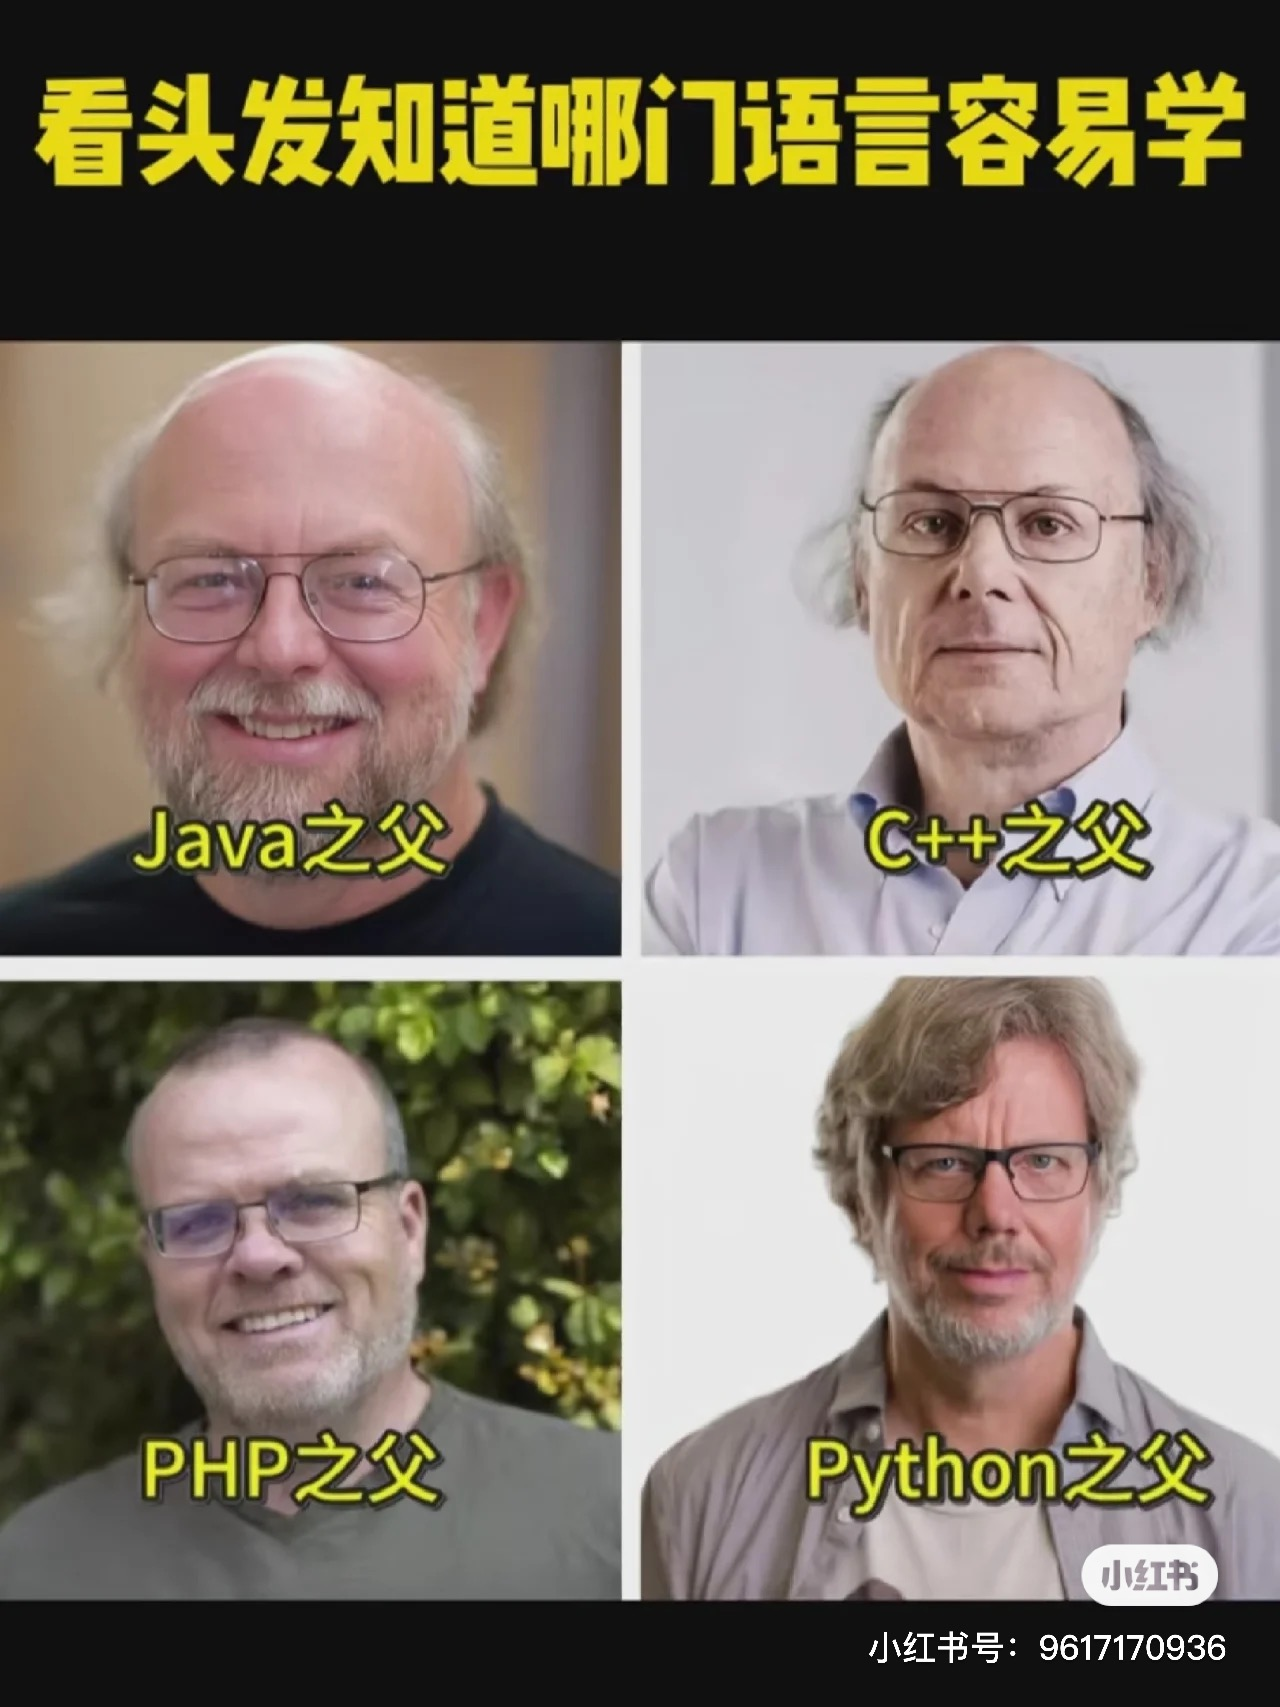 看头发知道哪门语言容易学
Java之父
C++之父
PHP之父
Python之父
小红书
小红书号：9617170936